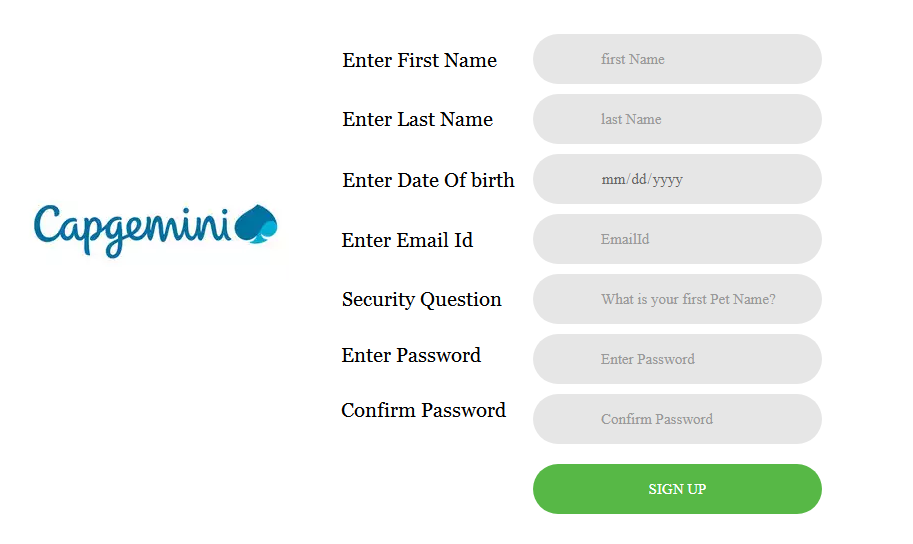 Enter First Name first Name
Enter Last Name last Name
Enter Date Of birth mm/dd/yyyy
Capgemini
Enter Email Id EmailId
Security Question What is your first Pet Name?
Enter Password Enter Password
Confirm Password Confirm Password
SIGN UP